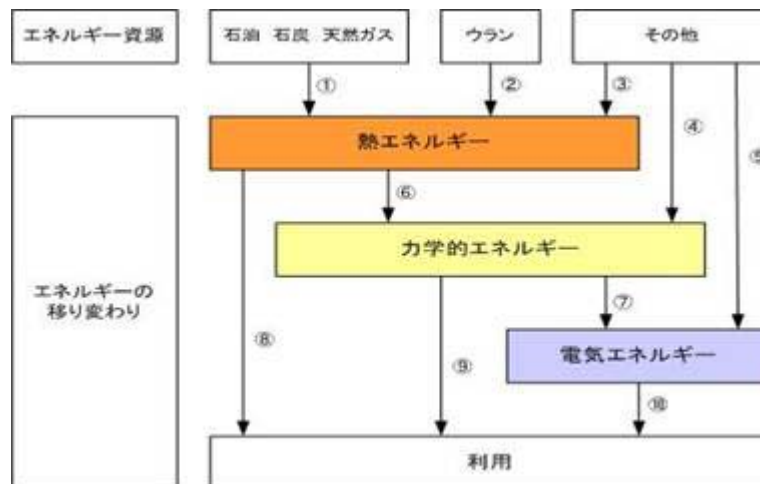 エネルギー資源
石油 石炭 天然ガス
ウラン
その他
①
②
③
④
⑤
熱エネルギー
⑥
力学的エネルギー
エネルギーの
移り変わり
⑦
⑧
電気エネルギー
⑨
⑩
利用